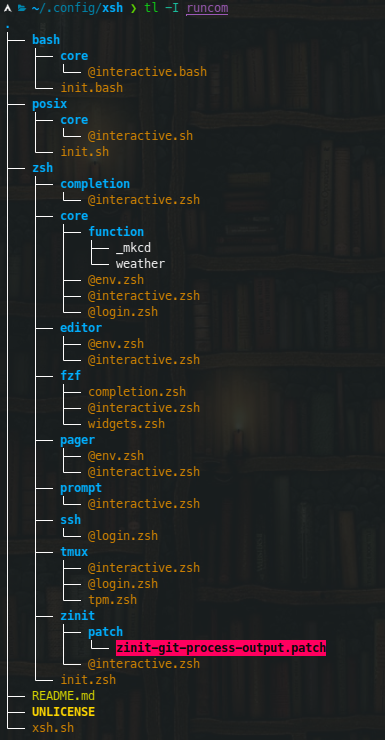 ~/.config/xsh ❯ tl -I runcom
.
├── bash
│   ├── core
│   │   └── @interactive.bash
│   └── init.bash
├── posix
│   ├── core
│   │   └── @interactive.sh
│   └── init.sh
├── zsh
│   ├── completion
│   │   └── @interactive.zsh
│   ├── core
│   │   ├── function
│   │   │   ├── _mkcd
│   │   │   └── weather
│   │   ├── @env.zsh
│   │   ├── @interactive.zsh
│   │   └── @login.zsh
│   ├── editor
│   │   ├── @env.zsh
│   │   └── @interactive.zsh
│   ├── fzf
│   │   ├── completion.zsh
│   │   ├── @interactive.zsh
│   │   └── widgets.zsh
│   ├── pager
│   │   ├── @env.zsh
│   │   └── @interactive.zsh
│   ├── prompt
│   │   └── @interactive.zsh
│   ├── ssh
│   │   └── @login.zsh
│   ├── tmux
│   │   ├── @interactive.zsh
│   │   ├── @login.zsh
│   │   └── tpm.zsh
│   ├── zinit
│   │   ├── patch
│   │   │   └── zinit-git-process-output.patch
│   │   └── @interactive.zsh
│   └── init.zsh
├── README.md
├── UNLICENSE
└── xsh.sh